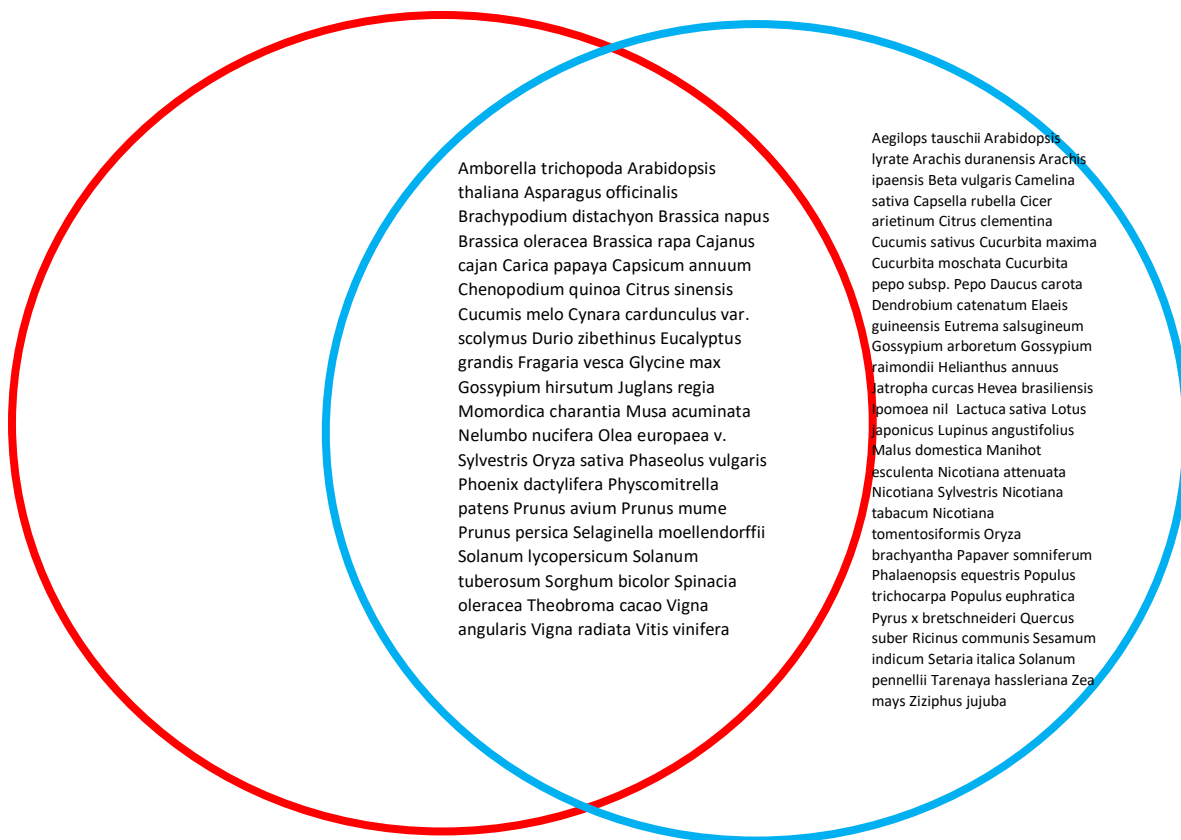 Amborella trichopoda Arabidopsis
thaliana Asparagus officinalis
Brachypodium distachyon Brassica napus
Brassica oleracea Brassica rapa Cajanus
cajan Carica papaya Capsicum annuum
Chenopodium quinoa Citrus sinensis
Cucumis melo Cynara cardunculus var.
scolymus Durio zibethinus Eucalyptus
grandis Fragaria vesca Glycine max
Gossypium hirsutum Juglans regia
Momordica charantia Musa acuminata
Nelumbo nucifera Olea europaea v.
Sylvestris Oryza sativa Phaseolus vulgaris
Phoenix dactylifera Physcomitrella
patens Prunus avium Prunus mume
Prunus persica Selaginella moellendorffii
Solanum lycopersicum Solanum
tuberosum Sorghum bicolor Spinacia
oleracea Theobroma cacao Vigna
angularis Vigna radiata Vitis vinifera
Aegilops tauschii Arabidopsis
lyrate Arachis duranensis Arachis
ipaensis Beta vulgaris Camelina
sativa Capsella rubella Cicer
arietinum Citrus clementina
Cucumis sativus Cucurbita maxima
Cucurbita moschata Cucurbita
pepo subsp. Pepo Daucus carota
Dendrobium catenatum Elaeis
guineensis Eutrema salsugineum
Gossypium arboretum Gossypium
raimondii Helianthus annuus
Jatropha curcas Hevea brasiliensis
Ipomoea nil Lactuca sativa Lotus
japonicus Lupinus angustifolius
Malus domestica Manihot
esculenta Nicotiana attenuata
Nicotiana Sylvestris Nicotiana
tabacum Nicotiana
tomentosiformis Oryza
brachyantha Papaver somniferum
Phalaenopsis equestris Populus
trichocarpa Populus euphratica
Pyrus x bretschneideri Quercus
suber Ricinus communis Sesamum
indicum Setaria italica Solanum
pennellii Tarenaya hassleriana Zea
mays Ziziphus jujuba